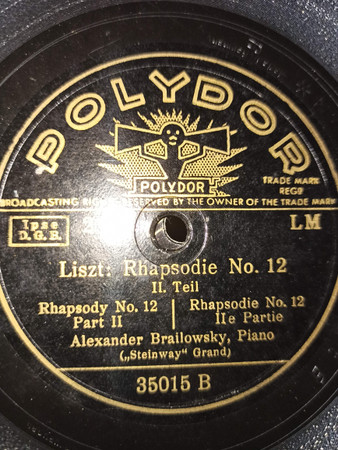 POLYDOR
POLYDOR
TRADE MARK
REGD
BROADCASTING RIGHTS RESERVED BY THE OWNER OF THE TRADE MARK
Ipse
D.G.B.
LM
Liszt: Rhapsodie No. 12
II. Teil
Rhapsody No. 12
Part II
Rhapsodie No. 12
IIe Partie
Alexander Brailowsky, Piano
(„Steinway" Grand)
35015 B